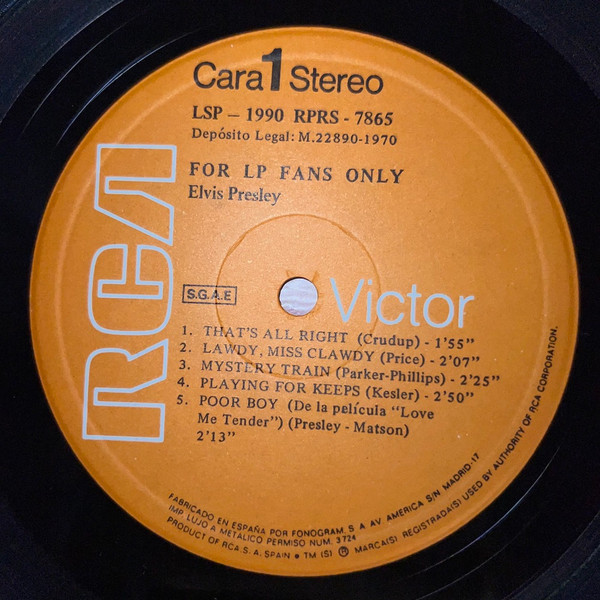 Cara 1 Stereo
LSP - 1990 RPRS - 7865
Depósito Legal: M.22890-1970
FOR LP FANS ONLY
Elvis Presley
RCA
S.G.A.E
Victor
1. THAT'S ALL RIGHT (Crudup) - 1'55"
2. LAWDY, MISS CLAWDY (Price) - 2'07"
3. MYSTERY TRAIN (Parker-Phillips) - 2'25"
4. PLAYING FOR KEEPS (Kesler) - 2'50"
5. POOR BOY (De la película "Love
Me Tender") (Presley - Matson)
2'13"
FABRICADO EN ESPAÑA POR FONOGRAM, S A AV AMERICA S/N MADRID-17
IMP. LUJO A METALICO PERMISO NUM. 3724
PRODUCT OF RCA S. A. SPAIN • TM (S) ® MARCA(S) REGISTRADA(S) USED BY AUTHORITY OF RCA CORPORATION.